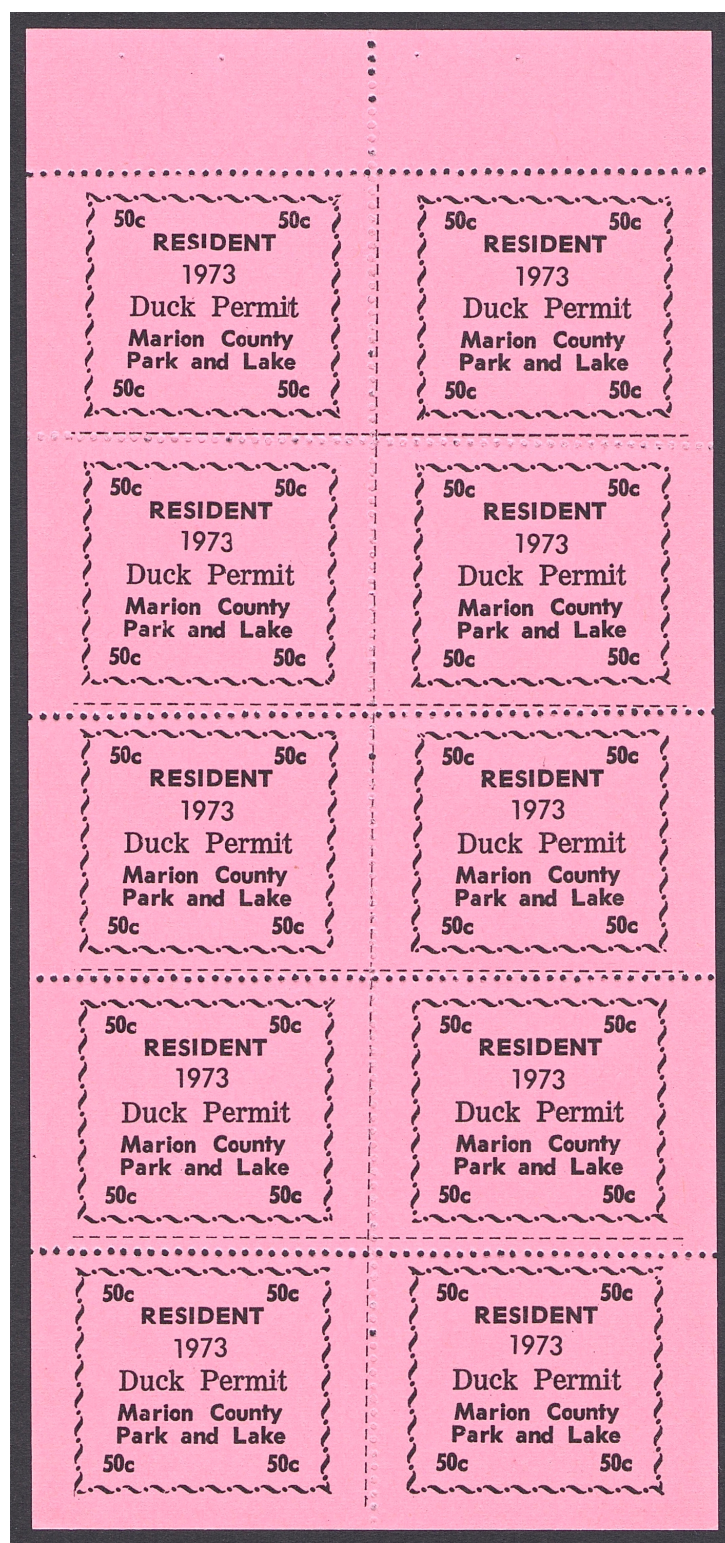 50c 50c 50c 50c
RESIDENT RESIDENT
1973 1973
Duck Permit Duck Permit
Marion County Marion County
Park and Lake Park and Lake
50c 50c 50c 50c
50c 50c 50c 50c
RESIDENT RESIDENT
1973 1973
Duck Permit Duck Permit
Marion County Marion County
Park and Lake Park and Lake
50c 50c 50c 50c
50c 50c 50c 50c
RESIDENT RESIDENT
1973 1973
Duck Permit Duck Permit
Marion County Marion County
Park and Lake Park and Lake
50c 50c 50c 50c
50c 50c 50c 50c
RESIDENT RESIDENT
1973 1973
Duck Permit Duck Permit
Marion County Marion County
Park and Lake Park and Lake
50c 50c 50c 50c
50c 50c 50c 50c
RESIDENT RESIDENT
1973 1973
Duck Permit Duck Permit
Marion County Marion County
Park and Lake Park and Lake
50c 50c 50c 50c